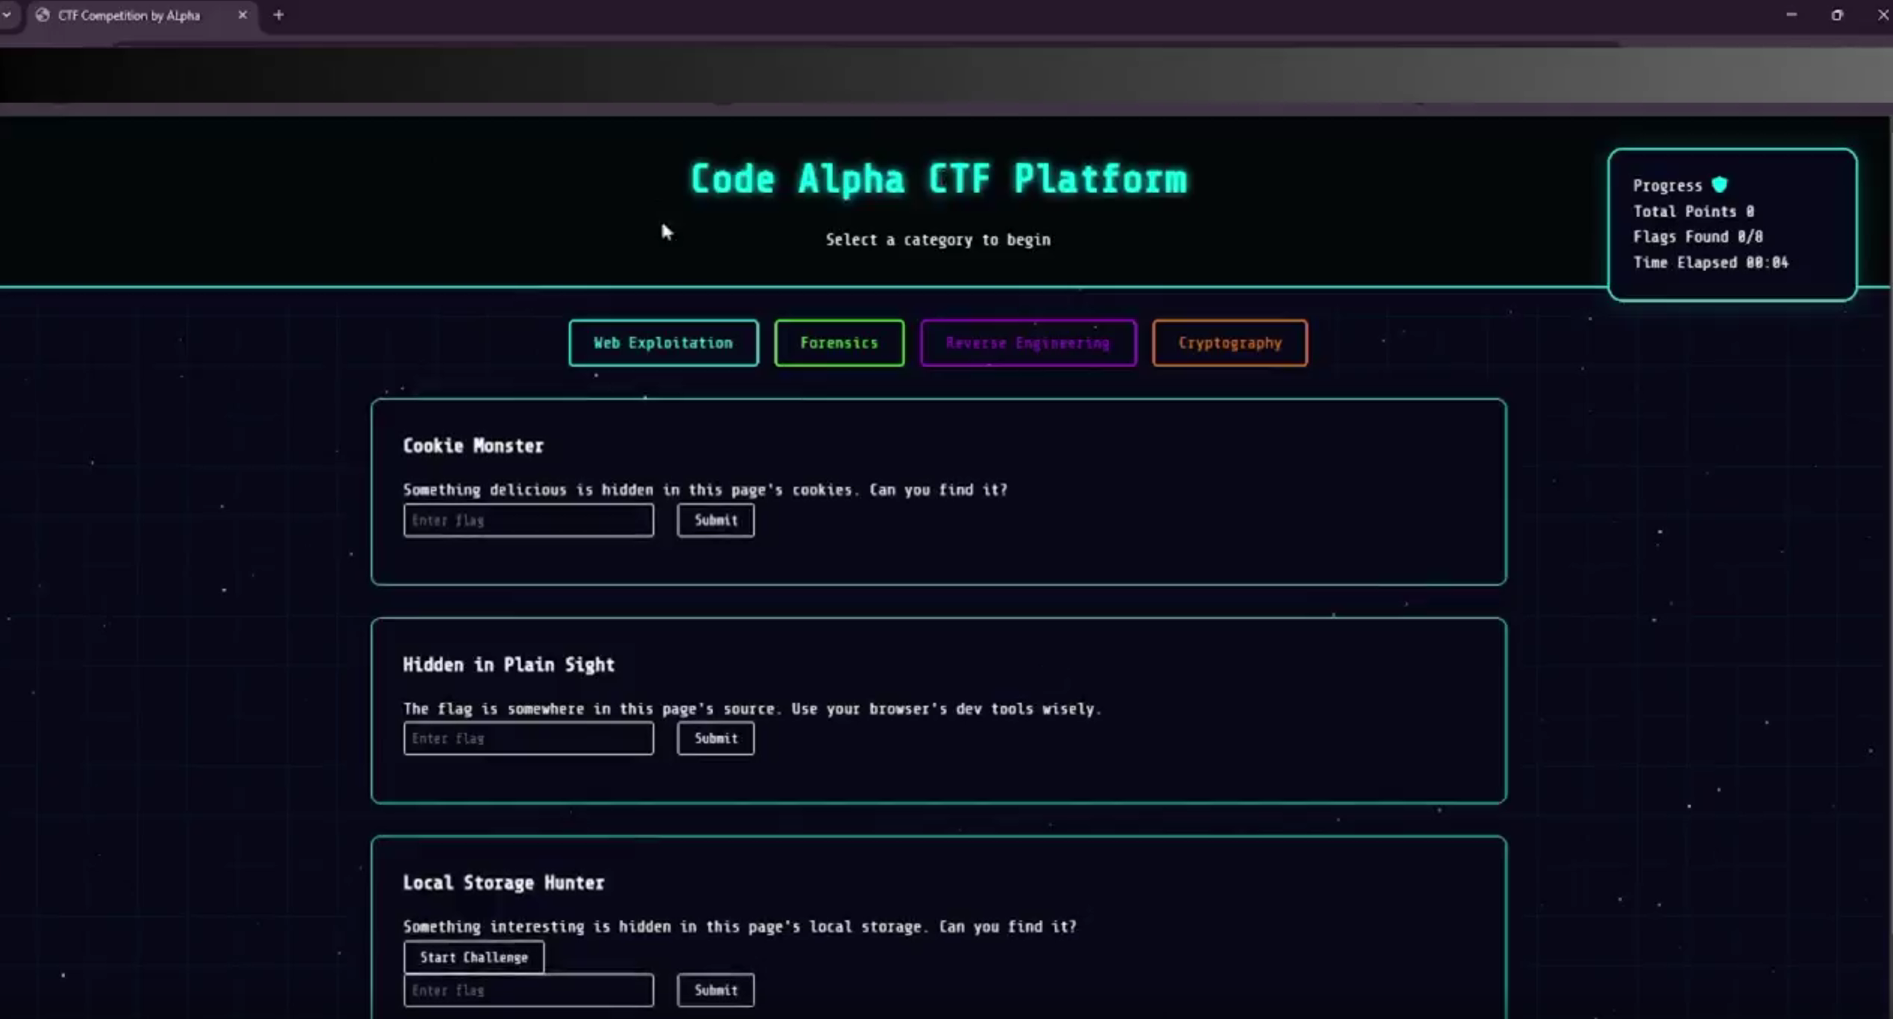 CTF Competition by ALpha
Code Alpha CTF Platform
Select a category to begin
Progress
Total Points 0
Flags Found 0/8
Time Elapsed 00:04
Web Exploitation
Forensics
Reverse Engineering
Cryptography
Cookie Monster
Something delicious is hidden in this page's cookies. Can you find it?
Enter flag
Submit
Hidden in Plain Sight
The flag is somewhere in this page's source. Use your browser's dev tools wisely.
Enter flag
Submit
Local Storage Hunter
Something interesting is hidden in this page's local storage. Can you find it?
Start Challenge
Enter flag
Submit